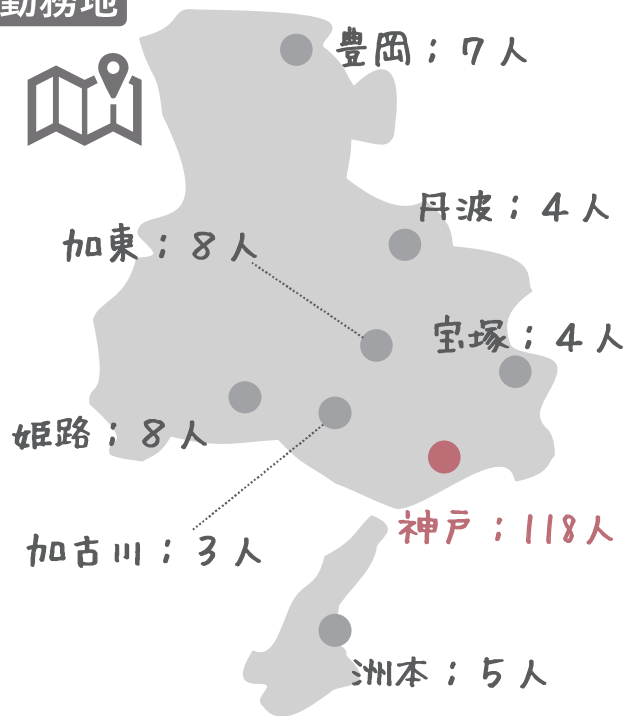 勤務地
豊岡；7人
丹波；4人
加東；8人
宝塚；4人
姫路；8人
神戸；118人
加古川；3人
洲本；5人